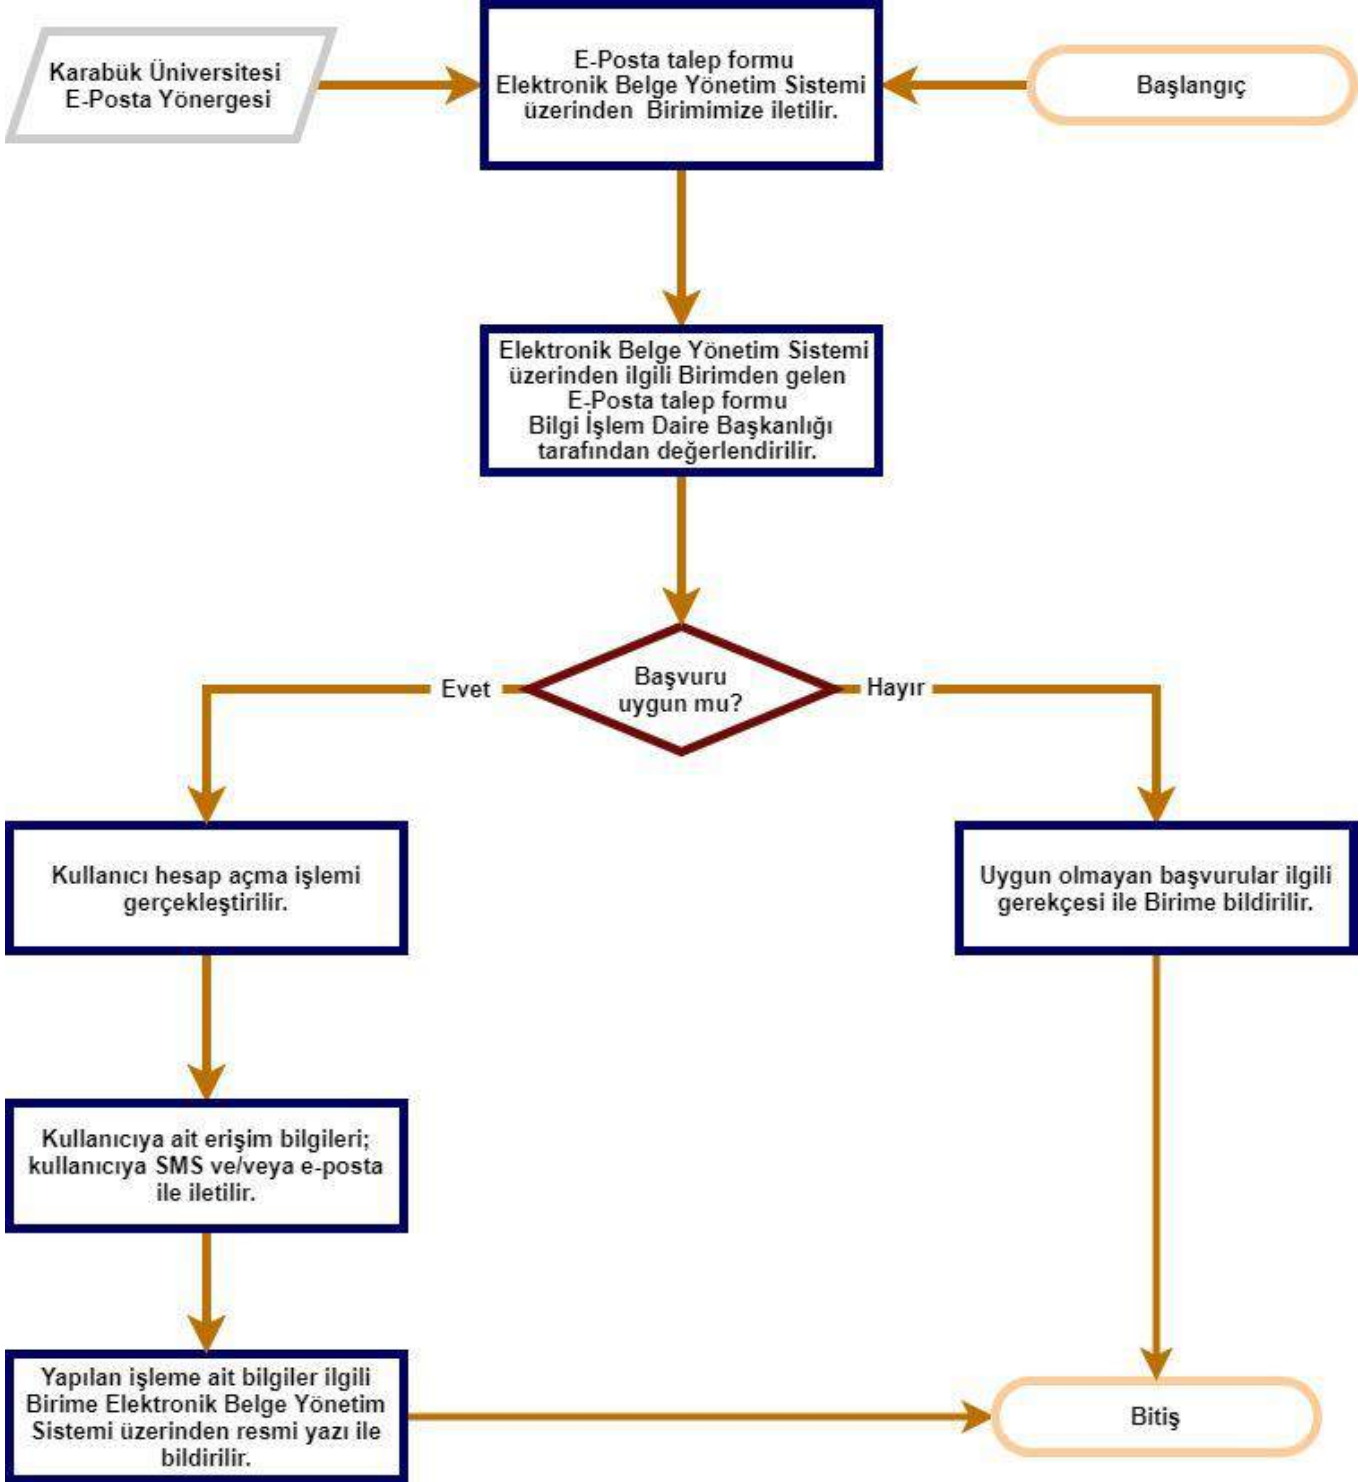 Karabük Üniversitesi
E-Posta Yönergesi
E-Posta talep formu
Elektronik Belge Yönetim Sistemi
üzerinden Birimimize iletilir.
Başlangıç
Elektronik Belge Yönetim Sistemi
üzerinden ilgili Birimden gelen
E-Posta talep formu
Bilgi İşlem Daire Başkanlığı
tarafından değerlendirilir.
Başvuru
uygun mu?
Evet
Hayır
Kullanıcı hesap açma işlemi
gerçekleştirilir.
Uygun olmayan başvurular ilgili
gerekçesi ile Birime bildirilir.
Kullanıcıya ait erişim bilgileri;
kullanıcıya SMS ve/veya e-posta
ile iletilir.
Yapılan işleme ait bilgiler ilgili
Birime Elektronik Belge Yönetim
Sistemi üzerinden resmi yazı ile
bildirilir.
Bitiş